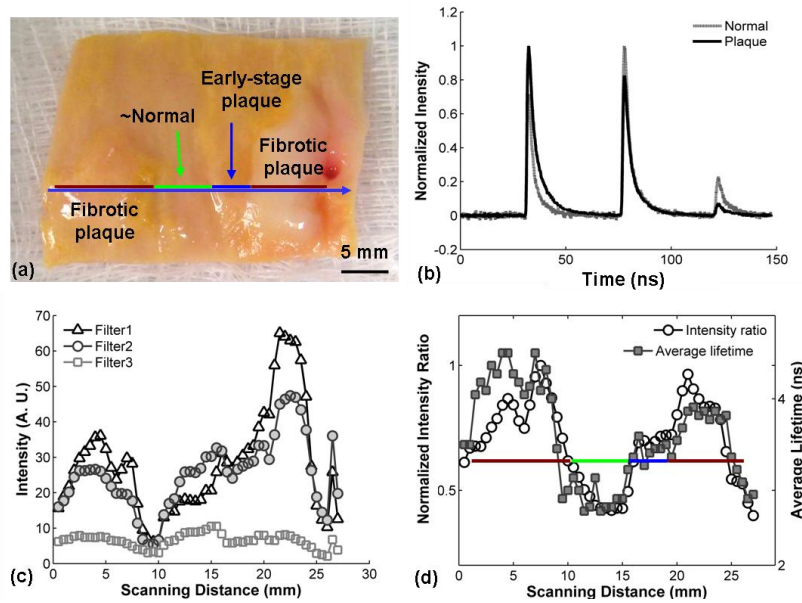 Early-stage
plaque
~Normal
Fibrotic
plaque
Fibrotic
plaque
5 mm
(a)
Normalized Inensity
1.2
1.0
0.8
0.6
0.4
0.2
0
-0.2
Normal
Plaque
0
50
100
150
Time (ns)
(b)
Intensity (A. U.)
70
60
50
40
30
20
10
0
Filter1
Filter2
Filter3
0
5
10
15
20
25
30
Scanning Distance (mm)
(c)
Normalized Intensity Ratio
1
0.5
Intensity ratio
Average lifetime
4
2
Average Lifetime (ns)
0
5
10
15
20
25
Scanning Distance (mm)
(d)